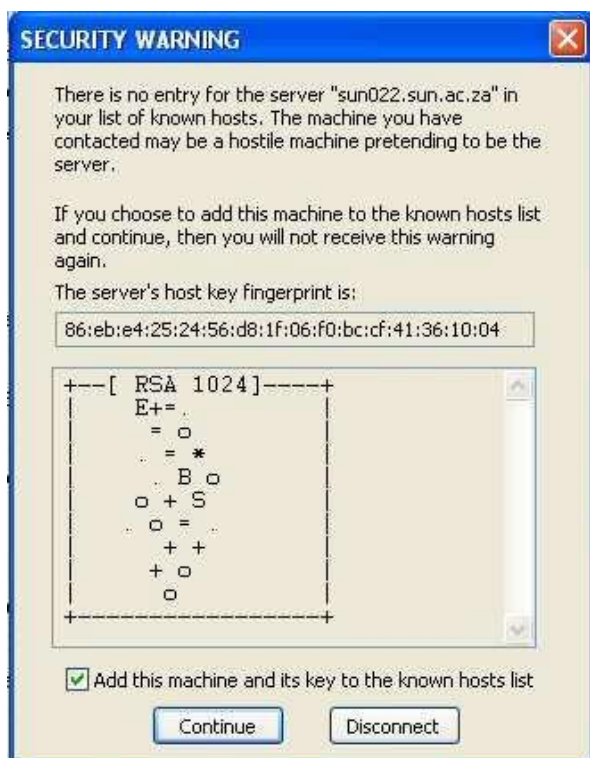 SECURITY WARNING
There is no entry for the server "sun022.sun.ac.za" in
your list of known hosts. The machine you have
contacted may be a hostile machine pretending to be the
server.
If you choose to add this machine to the known hosts list
and continue, then you will not receive this warning
again.
The server's host key fingerprint is:
86:eb:e4:25:24:56:d8:1f:06:f0:bc:cf:41:36:10:04
+--[ RSA 1024]----+
|    E+=.         |
|     = o         |
|    . = *        |
|     . B o       |
|    o + S        |
|   . o = .       |
|      + +        |
|     + o         |
|      o          |
+-----------------+
Add this machine and its key to the known hosts list
Continue Disconnect